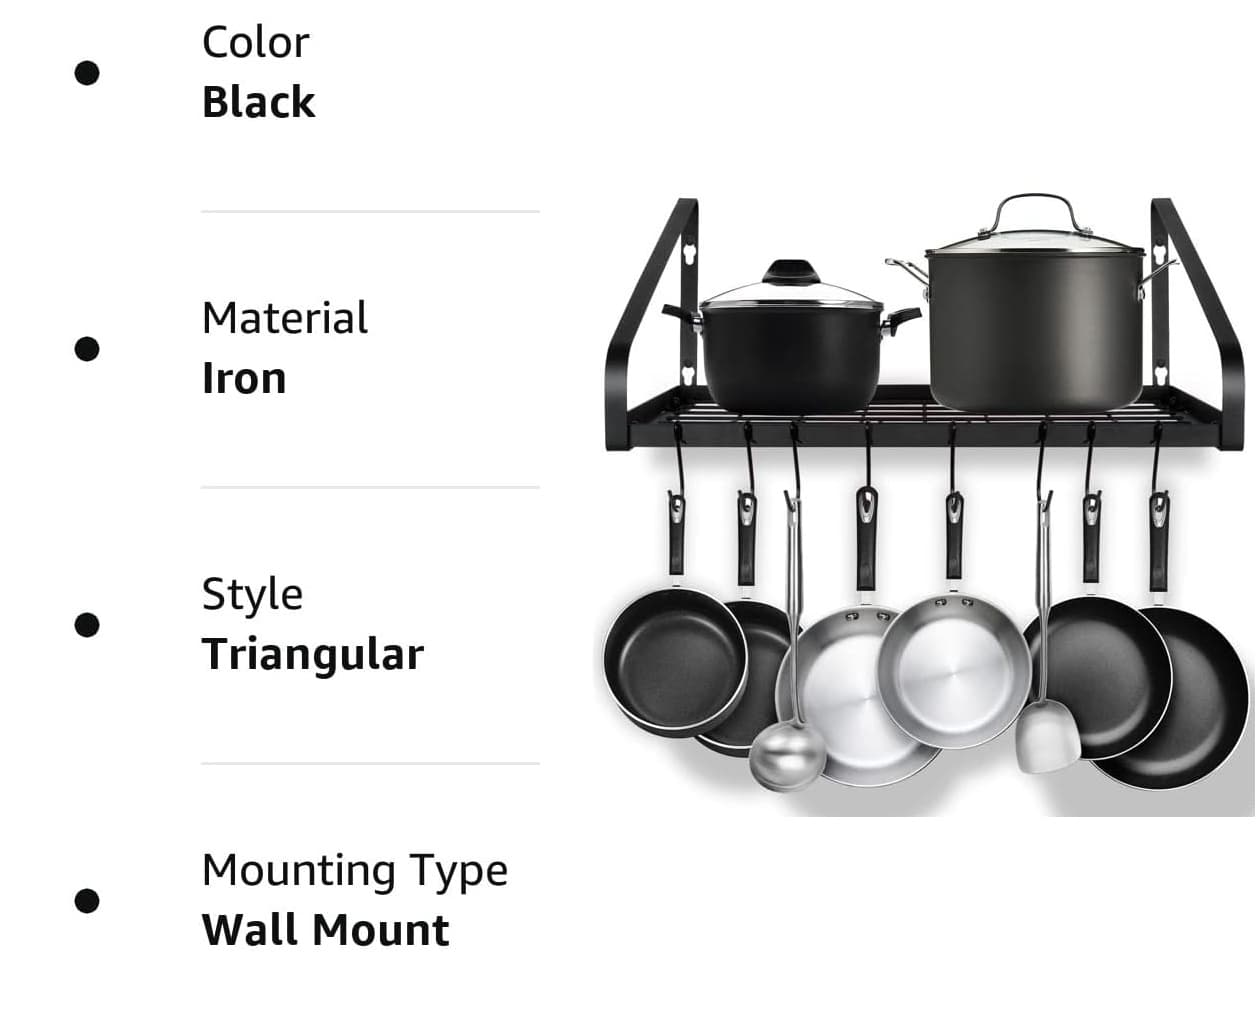 Color
Black
Material
Iron
Style
Triangular
Mounting Type
Wall Mount